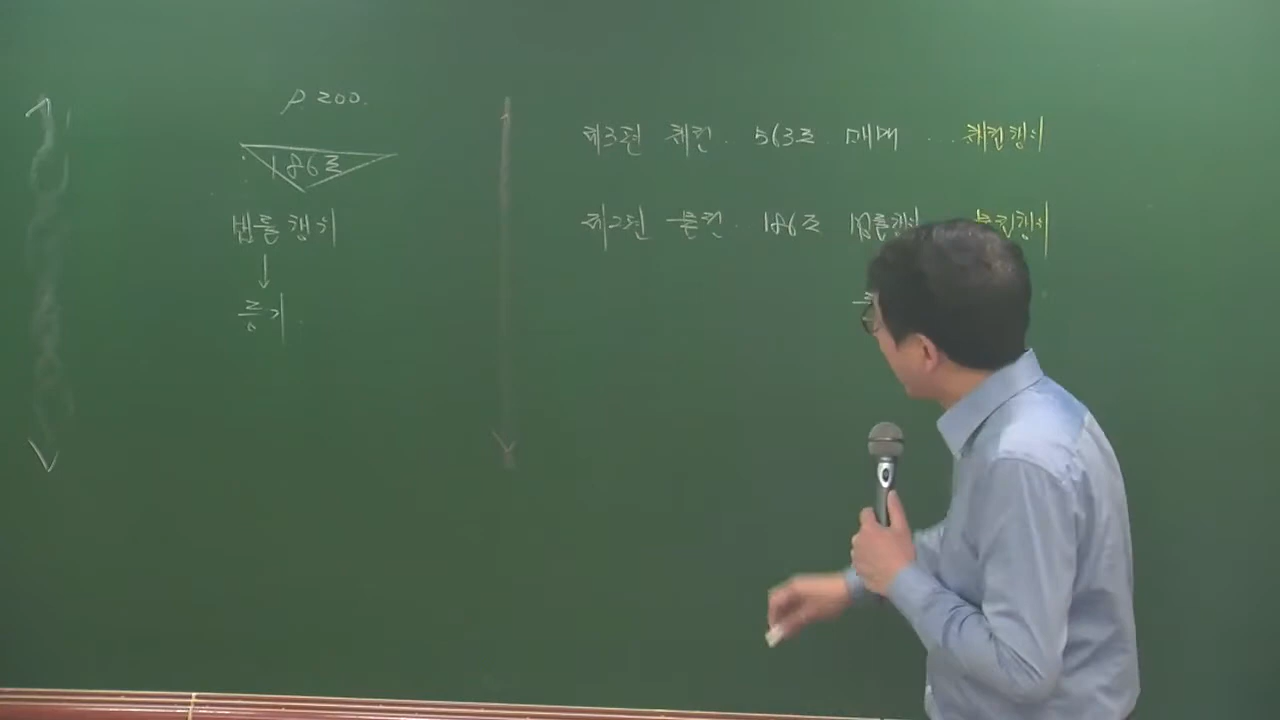 p 200.
186조
법률행위
등기
제3편 채권. 563조 매매 ... 채권행위
제2편 물권. 186조 법률행위 물권행위